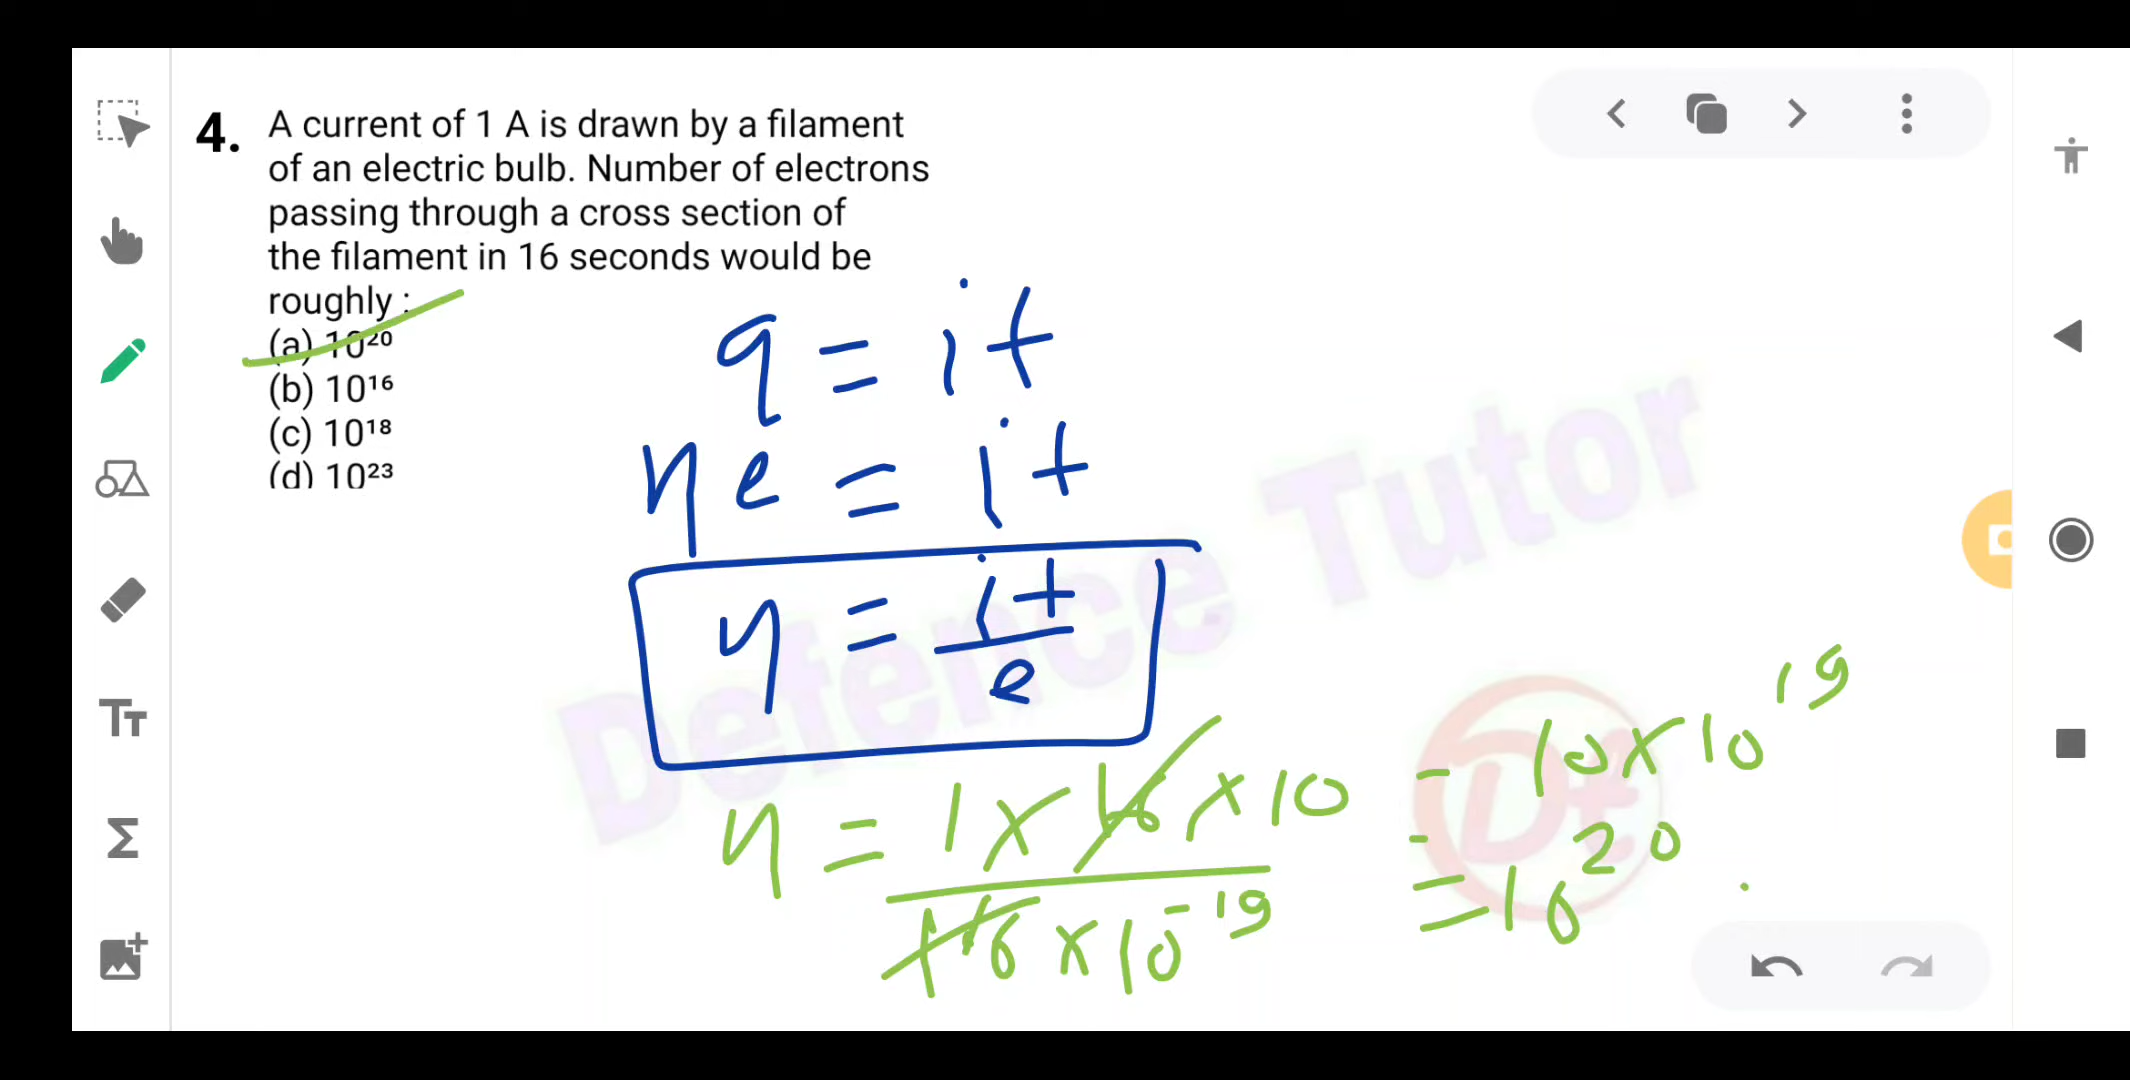 4. A current of 1 A is drawn by a filament
of an electric bulb. Number of electrons
passing through a cross section of
the filament in 16 seconds would be
roughly :
(a) 10²⁰
(b) 10¹⁶
(c) 10¹⁸
(d) 10²³
q = it
ne = it
n = it/e
n = 1 × 16 × 10 / 16 × 10⁻¹⁹
= 10 × 10¹⁹
= 10²⁰.
Defence Tutor
Dt
Tт
Σ